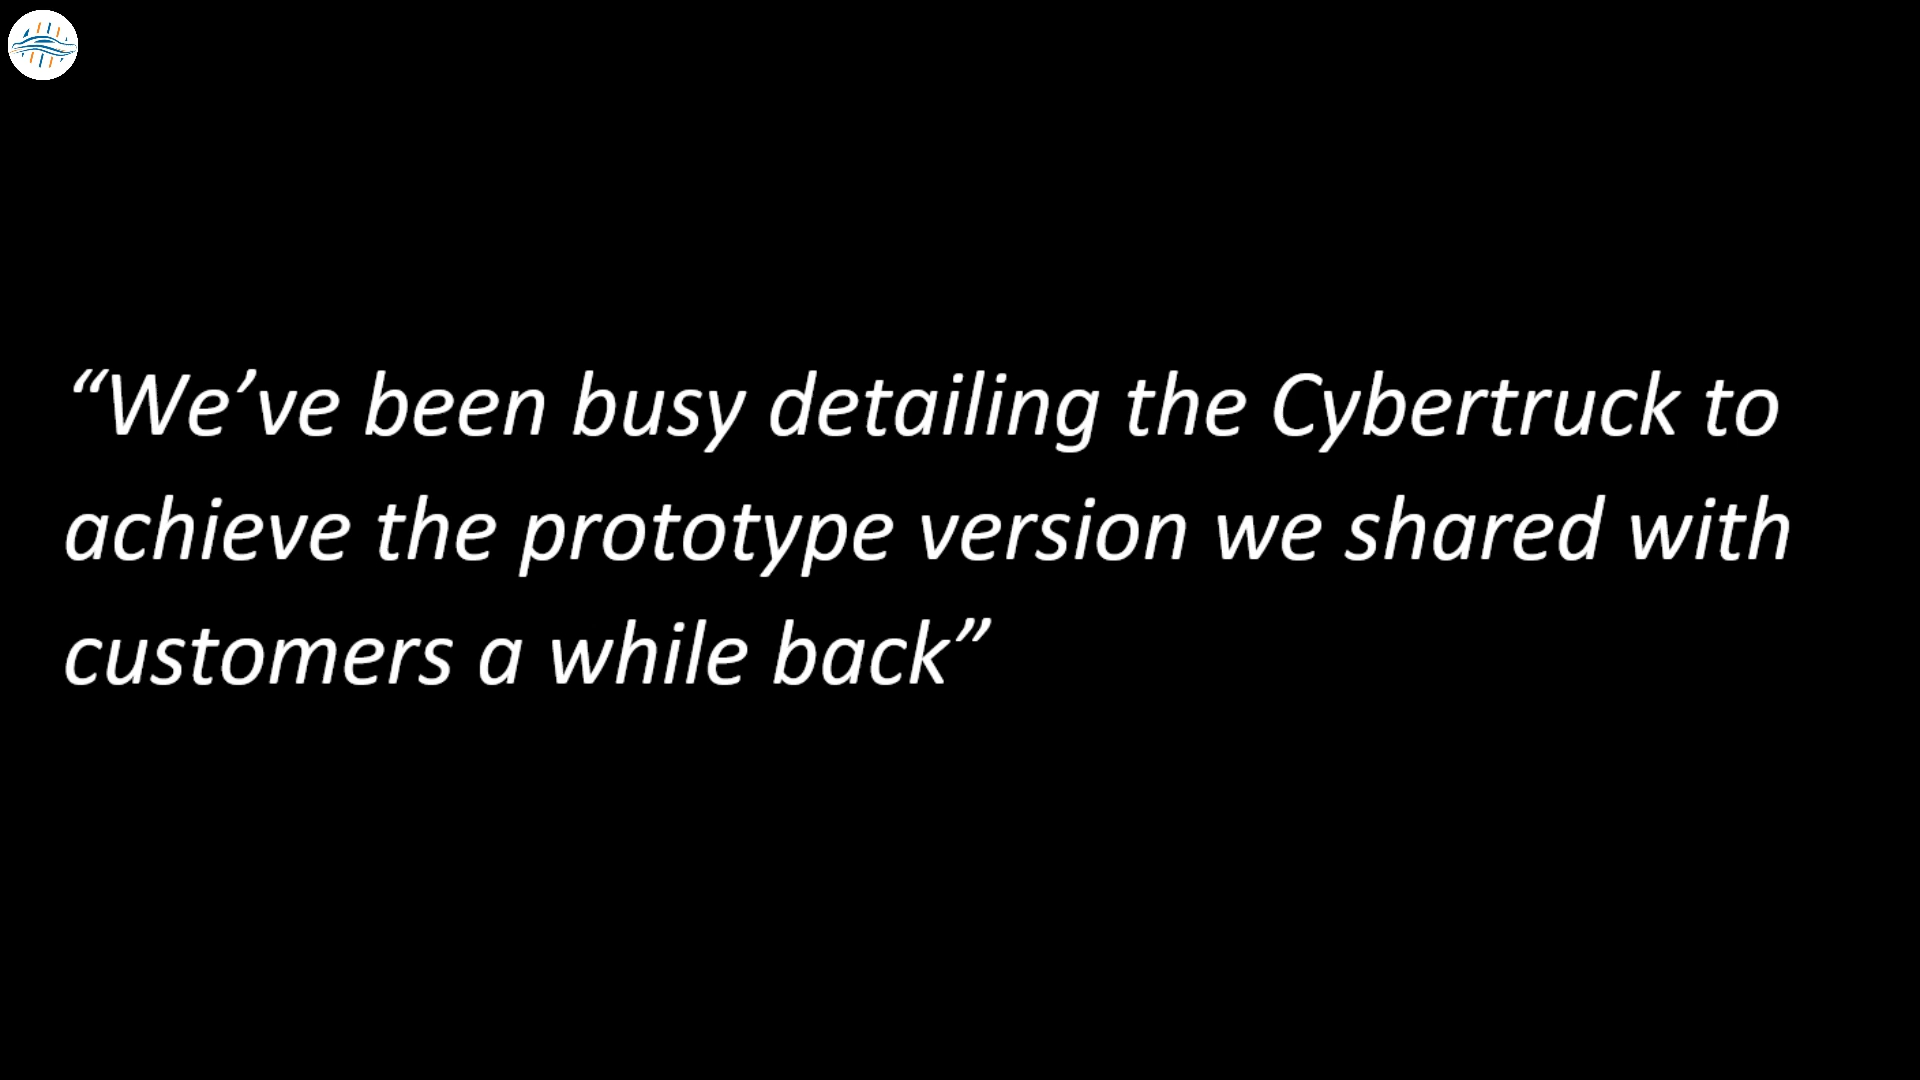 “We’ve been busy detailing the Cybertruck to
achieve the prototype version we shared with
customers a while back”